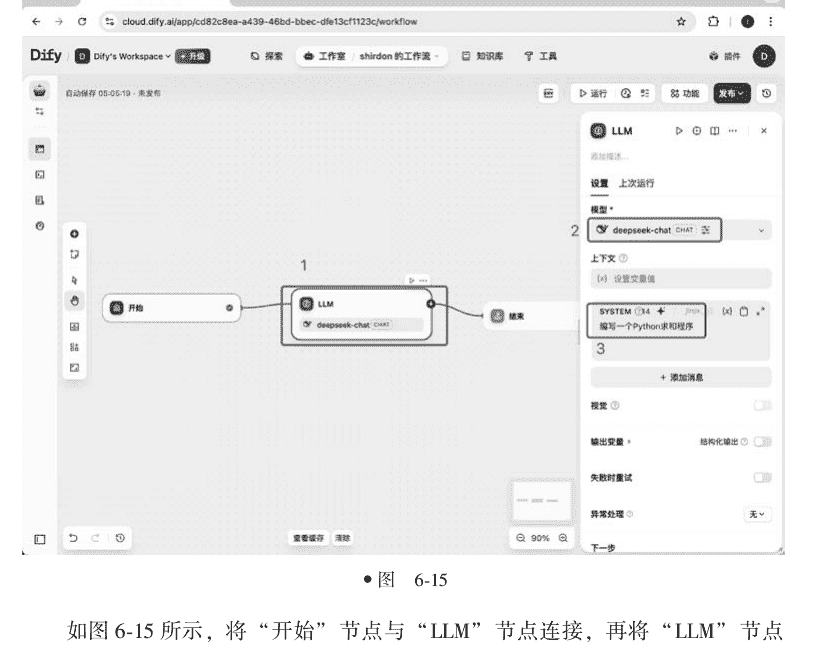 cloud.dify.ai/app/cd82c8ea-a439-46bd-bbec-dfe13cf1123c/workflow
Dify / D Dify's Workspace 升级 探索 工作室 / shirdon 的工作流 知识库 工具 插件 D
自动保存 05:05:19 · 未发布
运行 功能 发布
LLM
添加描述...
设置 上次运行
模型 *
2
deepseek-chat CHAT
上下文
{x} 设置变量值
1
开始
LLM
deepseek-chat CHAT
结束
SYSTEM 14 {x}
编写一个Python求和程序
3
+ 添加消息
视觉
输出变量 结构化输出
失败时重试
异常处理 无
下一步
查看缓存 清除
90%
●图 6-15
如图 6-15 所示，将“开始”节点与“LLM”节点连接，再将“LLM”节点